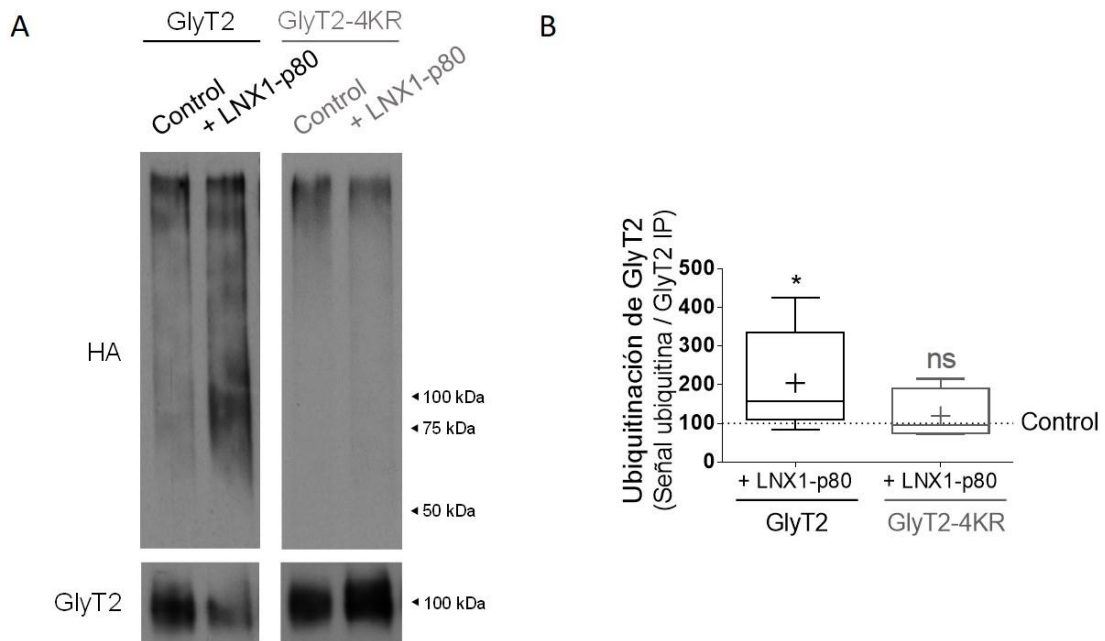 A
GlyT2 GlyT2-4KR
Control + LNX1-p80 Control + LNX1-p80
HA
◄ 100 kDa
◄ 75 kDa
◄ 50 kDa
GlyT2
◄ 100 kDa
B
Ubiquitinación de GlyT2
(Señal ubiquitina / GlyT2 IP)
500
400
300
200
100
0
*
ns
Control
+ LNX1-p80 + LNX1-p80
GlyT2 GlyT2-4KR